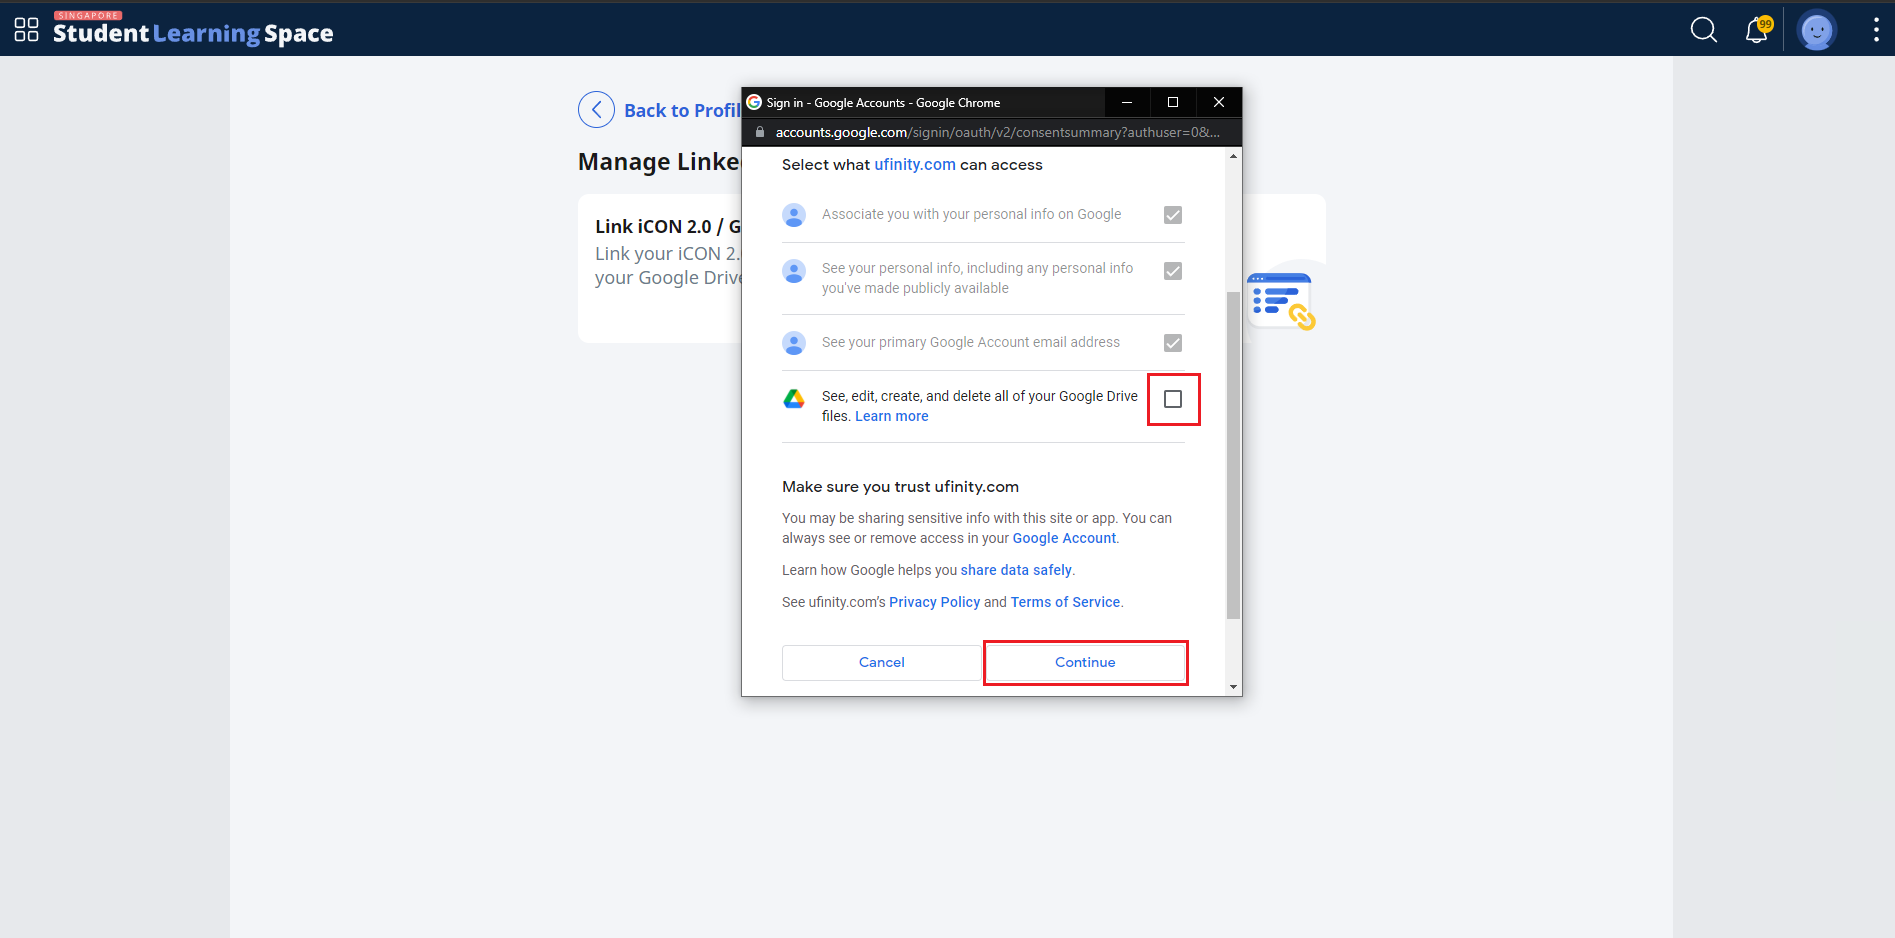 SINGAPORE
Student Learning Space
99
Back to Profil
Manage Linke
Link iCON 2.0 / G
Link your iCON 2.
your Google Drive
Sign in - Google Accounts - Google Chrome
accounts.google.com/signin/oauth/v2/consentsummary?authuser=0&...
Select what ufinity.com can access
Associate you with your personal info on Google
See your personal info, including any personal info
you've made publicly available
See your primary Google Account email address
See, edit, create, and delete all of your Google Drive
files. Learn more
Make sure you trust ufinity.com
You may be sharing sensitive info with this site or app. You can
always see or remove access in your Google Account.
Learn how Google helps you share data safely.
See ufinity.com's Privacy Policy and Terms of Service.
Cancel
Continue